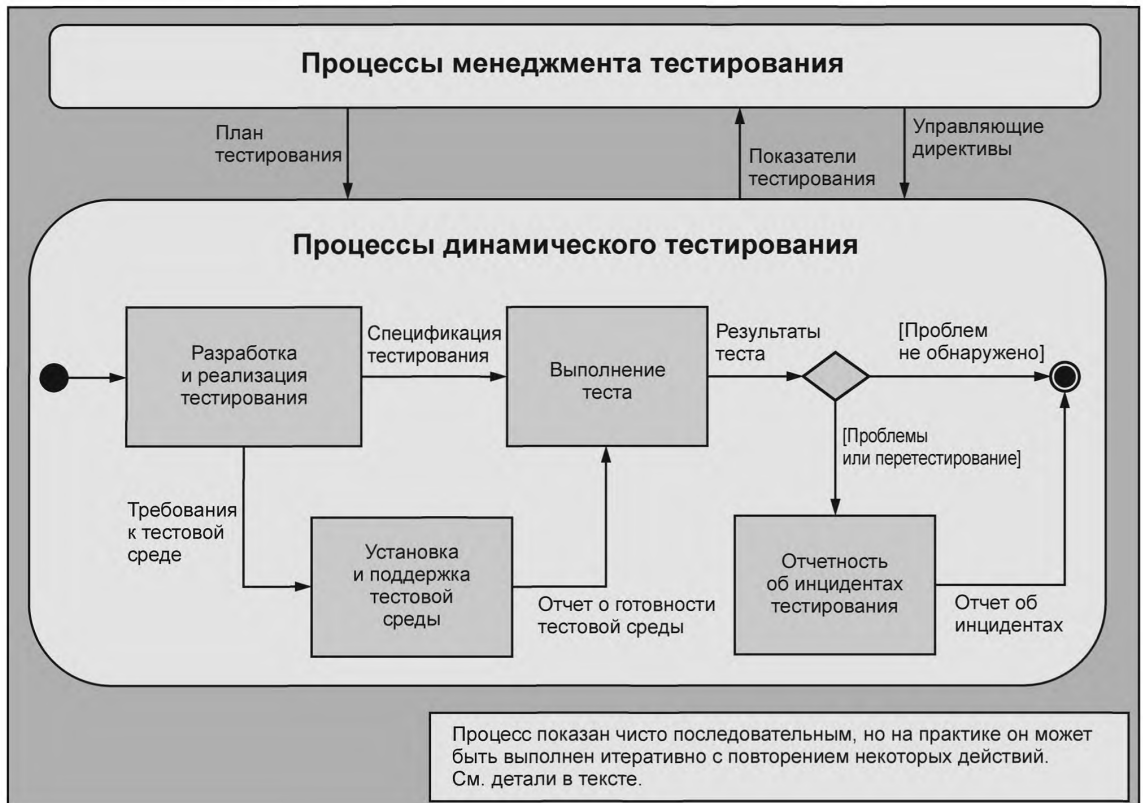 Процессы менеджмента тестирования
План
тестирования
Показатели
тестирования
Управляющие
директивы
Процессы динамического тестирования
Разработка
и реализация
тестирования
Спецификация
тестирования
Выполнение
теста
Результаты
теста
[Проблем
не обнаружено]
[Проблемы
или перетестирование]
Требования
к тестовой
среде
Установка
и поддержка
тестовой
среды
Отчет о готовности
тестовой среды
Отчетность
об инцидентах
тестирования
Отчет об
инцидентах
Процесс показан чисто последовательным, но на практике он может
быть выполнен итеративно с повторением некоторых действий.
См. детали в тексте.